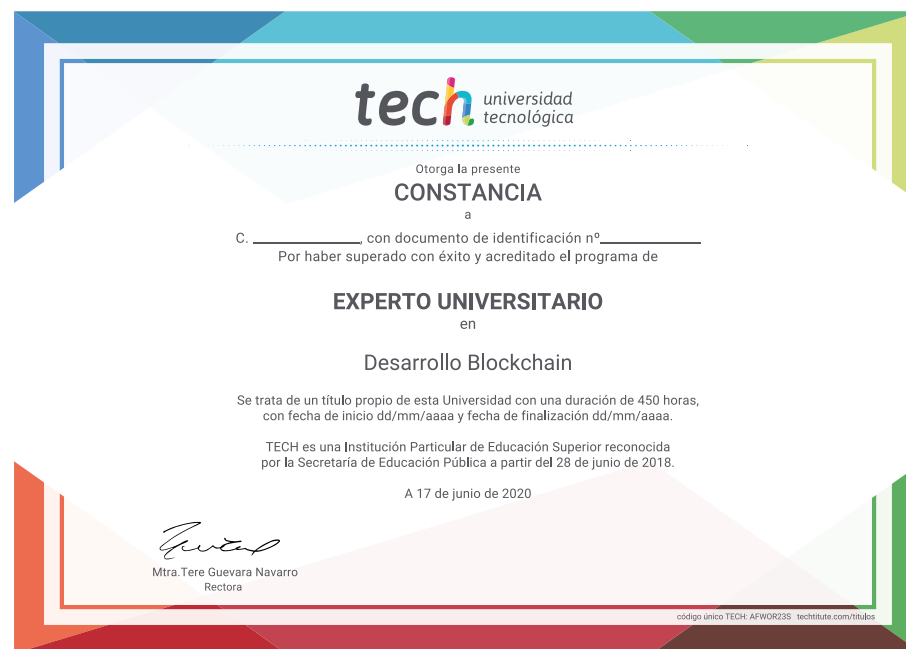 tech universidad
tecnológica
Otorga la presente
CONSTANCIA
a
C. ____________, con documento de identificación nº____________
Por haber superado con éxito y acreditado el programa de
EXPERTO UNIVERSITARIO
en
Desarrollo Blockchain
Se trata de un título propio de esta Universidad con una duración de 450 horas,
con fecha de inicio dd/mm/aaaa y fecha de finalización dd/mm/aaaa.
TECH es una Institución Particular de Educación Superior reconocida
por la Secretaría de Educación Pública a partir del 28 de junio de 2018.
A 17 de junio de 2020
Mtra.Tere Guevara Navarro
Rectora
código único TECH: AFWOR23S techtitute.com/titulos